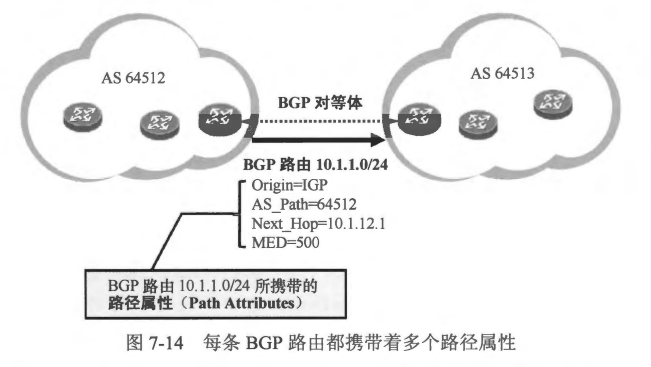 AS 64512
AS 64513
BGP 对等体
BGP 路由 10.1.1.0/24
Origin=IGP
AS_Path=64512
Next_Hop=10.1.12.1
MED=500
BGP 路由 10.1.1.0/24 所携带的
路径属性（Path Attributes）
图 7-14 每条 BGP 路由都携带着多个路径属性